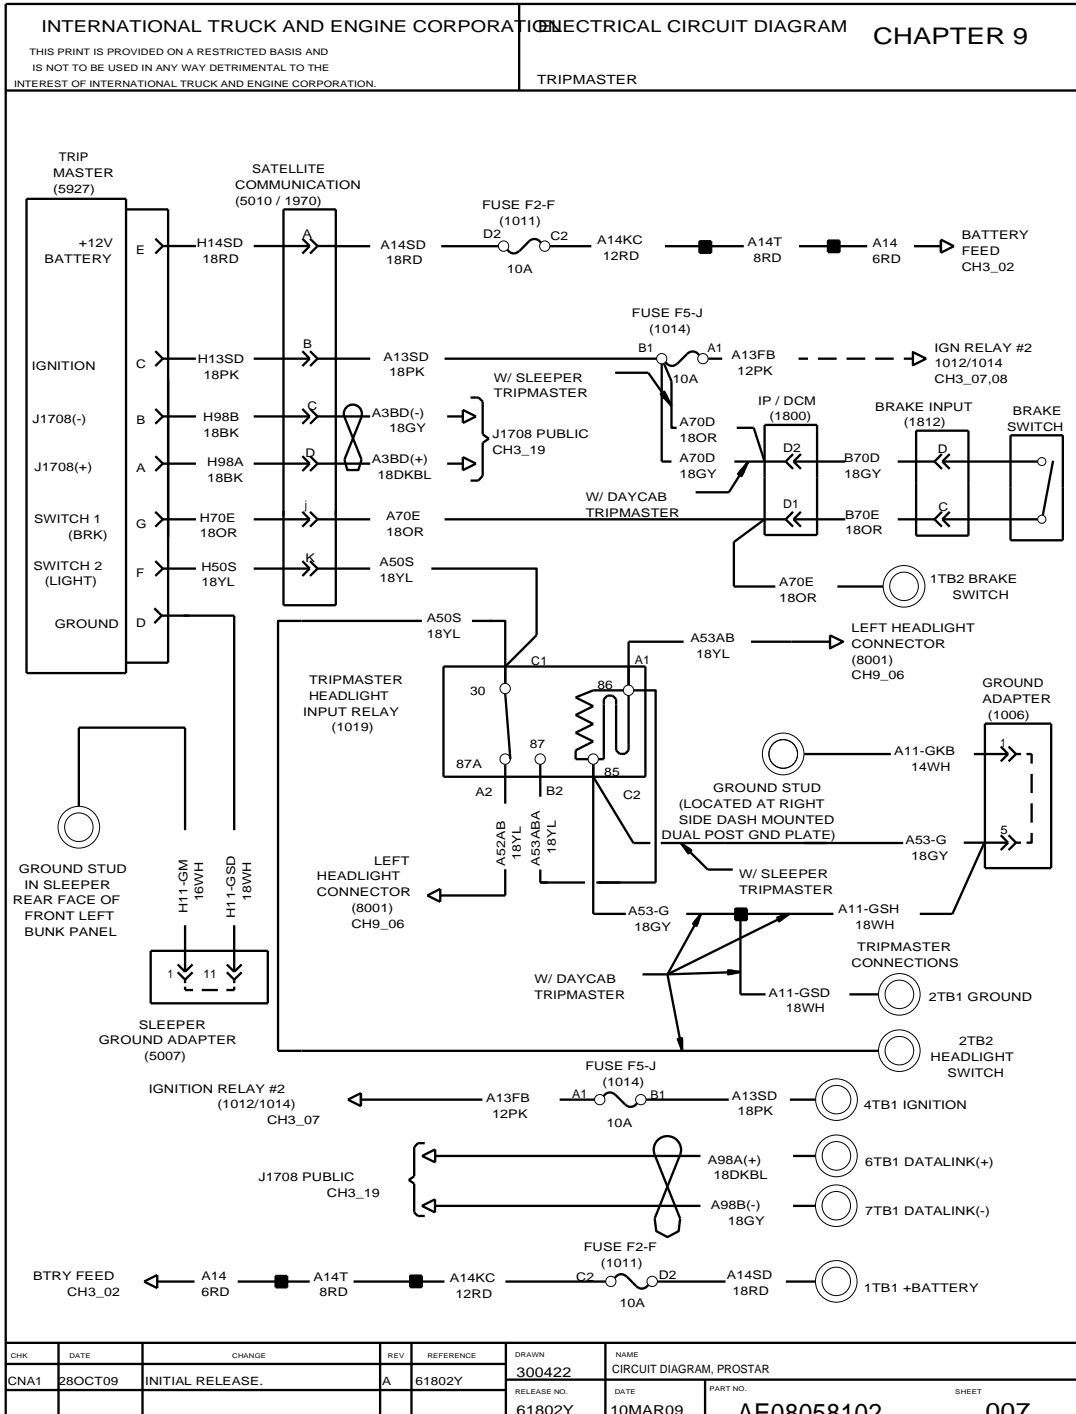 INTERNATIONAL TRUCK AND ENGINE CORPORATION
ELECTRICAL CIRCUIT DIAGRAM
CHAPTER 9
THIS PRINT IS PROVIDED ON A RESTRICTED BASIS AND
IS NOT TO BE USED IN ANY WAY DETRIMENTAL TO THE
INTEREST OF INTERNATIONAL TRUCK AND ENGINE CORPORATION.
TRIPMASTER
TRIP
MASTER
(5927)
SATELLITE
COMMUNICATION
(5010 / 1970)
FUSE F2-F
(1011)
+12V
BATTERY
E
H14SD
18RD
A
A14SD
18RD
D2
C2
10A
A14KC
12RD
A14T
8RD
A14
6RD
BATTERY
FEED
CH3_02
FUSE F5-J
(1014)
IGNITION
C
H13SD
18PK
B
A13SD
18PK
B1
A1
10A
A13FB
12PK
IGN RELAY #2
1012/1014
CH3_07,08
W/ SLEEPER
TRIPMASTER
IP / DCM
(1800)
BRAKE INPUT
(1812)
BRAKE
SWITCH
J1708(-)
B
H98B
18BK
C
A3BD(-)
18GY
J1708 PUBLIC
CH3_19
A70D
18OR
J1708(+)
A
H98A
18BK
D
A3BD(+)
18DKBL
A70D
18GY
D2
B70D
18GY
D
W/ DAYCAB
TRIPMASTER
SWITCH 1
(BRK)
G
H70E
18OR
j
A70E
18OR
D1
B70E
18OR
C
SWITCH 2
(LIGHT)
F
H50S
18YL
K
A50S
18YL
A70E
18OR
1TB2 BRAKE
SWITCH
GROUND
D
A50S
18YL
A53AB
18YL
LEFT HEADLIGHT
CONNECTOR
(8001)
CH9_06
TRIPMASTER
HEADLIGHT
INPUT RELAY
(1019)
C1
A1
30
86
87
87A
85
A2
B2
C2
GROUND
ADAPTER
(1006)
A11-GKB
14WH
1
GROUND STUD
(LOCATED AT RIGHT
SIDE DASH MOUNTED
DUAL POST GND PLATE)
A53-G
18GY
5
A52AB
18YL
A53ABA
18YL
W/ SLEEPER
TRIPMASTER
LEFT
HEADLIGHT
CONNECTOR
(8001)
CH9_06
GROUND STUD
IN SLEEPER
REAR FACE OF
FRONT LEFT
BUNK PANEL
H11-GM
16WH
H11-GSD
18WH
A53-G
18GY
A11-GSH
18WH
TRIPMASTER
CONNECTIONS
1
11
W/ DAYCAB
TRIPMASTER
A11-GSD
18WH
2TB1 GROUND
SLEEPER
GROUND ADAPTER
(5007)
2TB2
HEADLIGHT
SWITCH
FUSE F5-J
(1014)
IGNITION RELAY #2
(1012/1014)
CH3_07
A13FB
12PK
A1
B1
10A
A13SD
18PK
4TB1 IGNITION
J1708 PUBLIC
CH3_19
A98A(+)
18DKBL
6TB1 DATALINK(+)
A98B(-)
18GY
7TB1 DATALINK(-)
FUSE F2-F
(1011)
BTRY FEED
CH3_02
A14
6RD
A14T
8RD
A14KC
12RD
C2
D2
10A
A14SD
18RD
1TB1 +BATTERY
CHK DATE CHANGE REV REFERENCE
CNA1 28OCT09 INITIAL RELEASE. A 61802Y
DRAWN
300422
NAME
CIRCUIT DIAGRAM, PROSTAR
RELEASE NO.
61802Y
DATE
10MAR09
PART NO.
AE08058102
SHEET
007